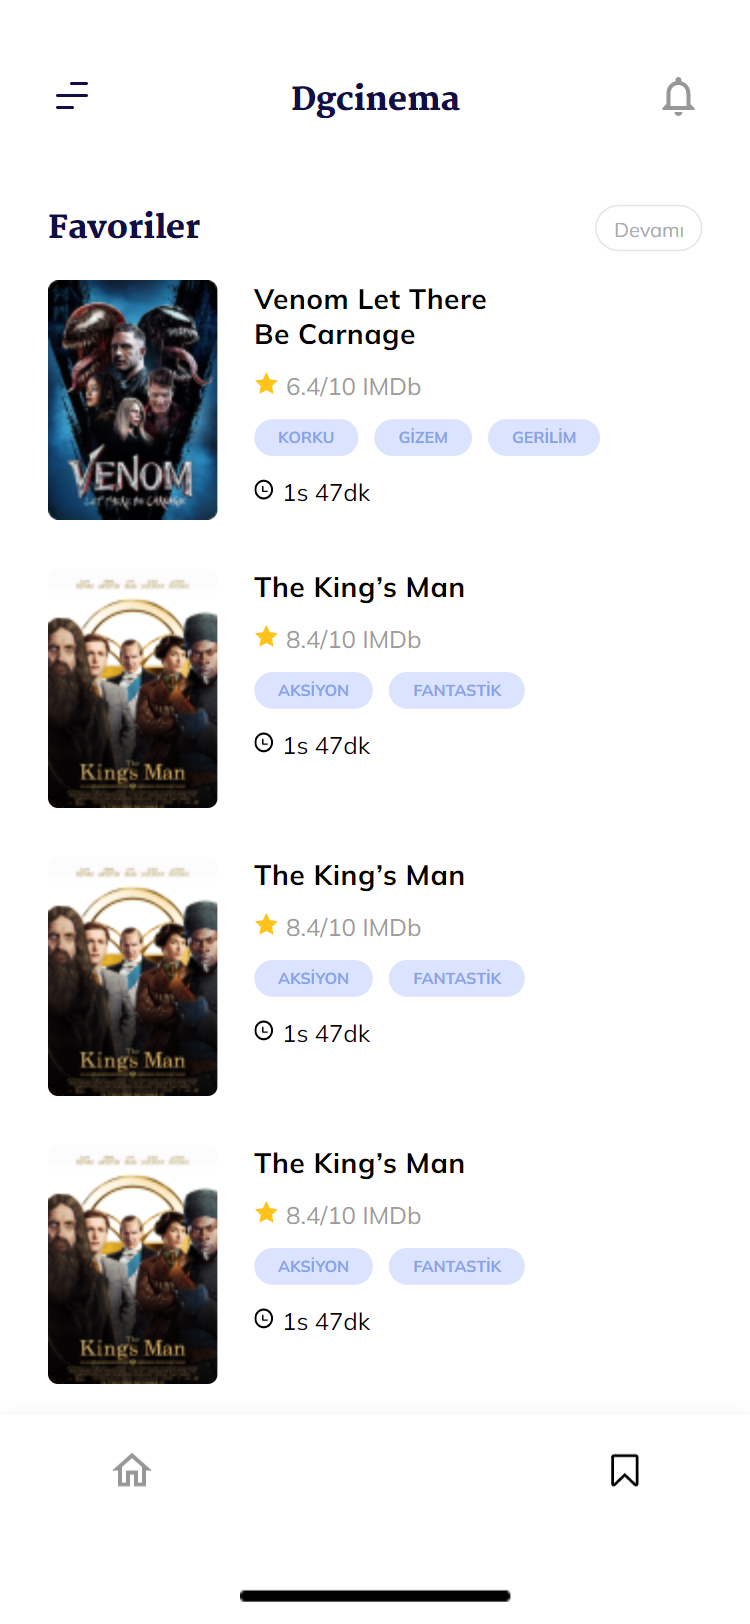 Dgcinema
Favoriler
Devamı
VENOM
LET THERE BE CARNAGE
Venom Let There
Be Carnage
6.4/10 IMDb
KORKU GİZEM GERİLİM
1s 47dk
The
King's Man
The King’s Man
8.4/10 IMDb
AKSİYON FANTASTİK
1s 47dk
The
King's Man
The King’s Man
8.4/10 IMDb
AKSİYON FANTASTİK
1s 47dk
The
King's Man
The King’s Man
8.4/10 IMDb
AKSİYON FANTASTİK
1s 47dk